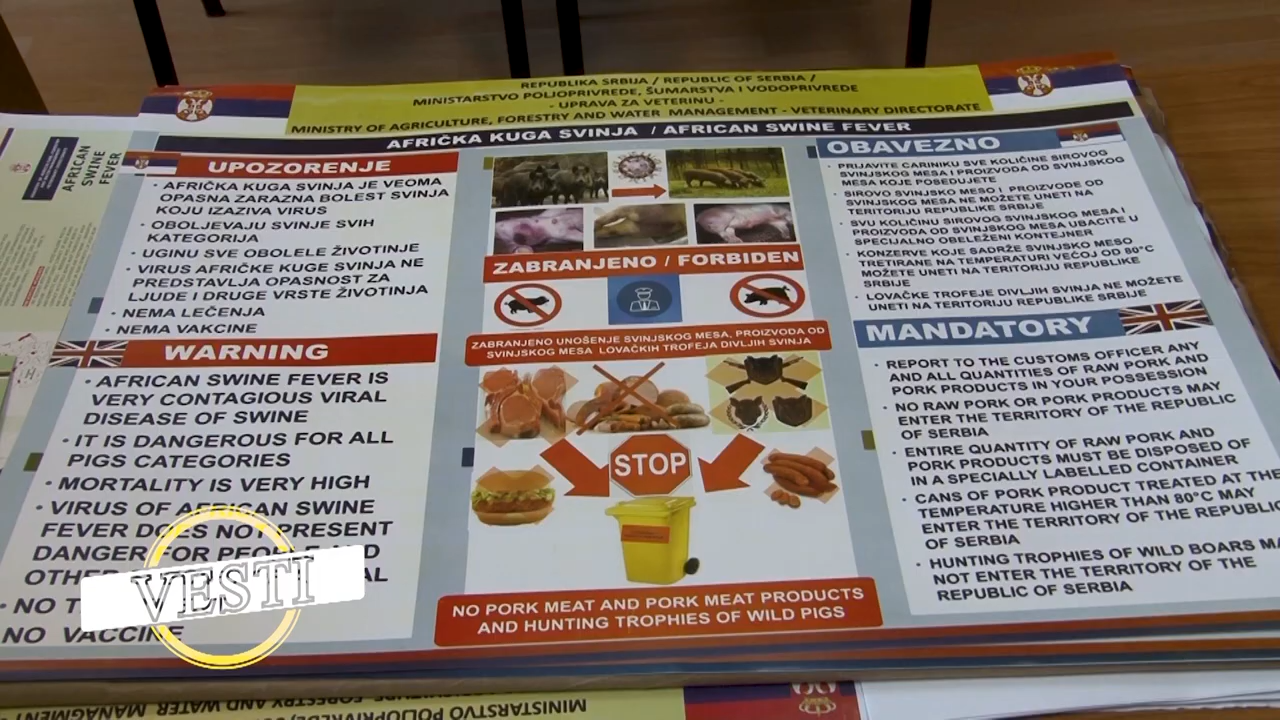 REPUBLIKA SRBIJA / REPUBLIC OF SERBIA /
MINISTARSTVO POLJOPRIVREDE, ŠUMARSTVA I VODOPRIVREDE
- UPRAVA ZA VETERINU -
MINISTRY OF AGRICULTURE, FORESTRY AND WATER MANAGEMENT - VETERINARY DIRECTORATE
AFRIČKA KUGA SVINJA / AFRICAN SWINE FEVER
UPOZORENJE
• AFRIČKA KUGA SVINJA JE VEOMA
OPASNA ZARAZNA BOLEST SVINJA
KOJU IZAZIVA VIRUS
• OBOLJEVAJU SVINJE SVIH
KATEGORIJA
• UGINU SVE OBOLELE ŽIVOTINJE
• VIRUS AFRIČKE KUGE SVINJA NE
PREDSTAVLJA OPASNOST ZA
LJUDE I DRUGE VRSTE ŽIVOTINJA
• NEMA LEČENJA
• NEMA VAKCINE
WARNING
• AFRICAN SWINE FEVER IS
VERY CONTAGIOUS VIRAL
DISEASE OF SWINE
• IT IS DANGEROUS FOR ALL
PIGS CATEGORIES
• MORTALITY IS VERY HIGH
• VIRUS OF AFRICAN SWINE
FEVER DOES NOT PRESENT
DANGER FOR PEOPLE AND
• NO
NO VACCINE
ZABRANJENO / FORBIDEN
ZABRANJENO UNOŠENJE SVINJSKOG MESA, PROIZVODA OD
SVINJSKOG MESA LOVAČKIH TROFEJA DIVLJIH SVINJA
STOP
NO PORK MEAT AND PORK MEAT PRODUCTS
AND HUNTING TROPHIES OF WILD PIGS
OBAVEZNO
• PRIJAVITE CARINIKU SVE KOLIČINE SIROVOG
SVINJSKOG MESA I PROIZVODA OD SVINJSKOG
MESA KOJE POSEDUJETE
• SIROVO SVINJSKO MESO I PROIZVODE OD
SVINJSKOG MESA NE MOŽETE UNETI NA
TERITORIJU REPUBLIKE SRBIJE
• SVU KOLIČINU SIROVOG SVINJSKOG MESA I
PROIZVODA OD SVINJSKOG MESA UBACITE U
SPECIJALNO OBELEŽENI KONTEJNER
• KONZERVE KOJE SADRŽE SVINJSKO MESO
TRETIRANE NA TEMPERATURI VEĆOJ OD 80°C
MOŽETE UNETI NA TERITORIJU REPUBLIKE
SRBIJE
• LOVAČKE TROFEJE DIVLJIH SVINJA NE MOŽETE
UNETI NA TERITORIJU REPUBLIKE SRBIJE
MANDATORY
• REPORT TO THE CUSTOMS OFFICER ANY
AND ALL QUANTITIES OF RAW PORK AND
PORK PRODUCTS IN YOUR POSSESSION
• NO RAW PORK OR PORK PRODUCTS MAY
ENTER THE TERRITORY OF THE REPUBLIC
OF SERBIA
• ENTIRE QUANTITY OF RAW PORK AND
PORK PRODUCTS MUST BE DISPOSED OF
IN A SPECIALLY LABELLED CONTAINER
• CANS OF PORK PRODUCT TREATED AT THE
TEMPERATURE HIGHER THAN 80°C MAY
ENTER THE TERRITORY OF THE REPUBLIC
OF SERBIA
• HUNTING TROPHIES OF WILD BOARS
NOT ENTER THE TERRITORY OF THE
REPUBLIC OF SERBIA
AFRICAN
SWINE
FEVER
VESTI
FORESTRY AND WATER MANAGMENT
MINISTARSTVO POLJOPRIVREDE,